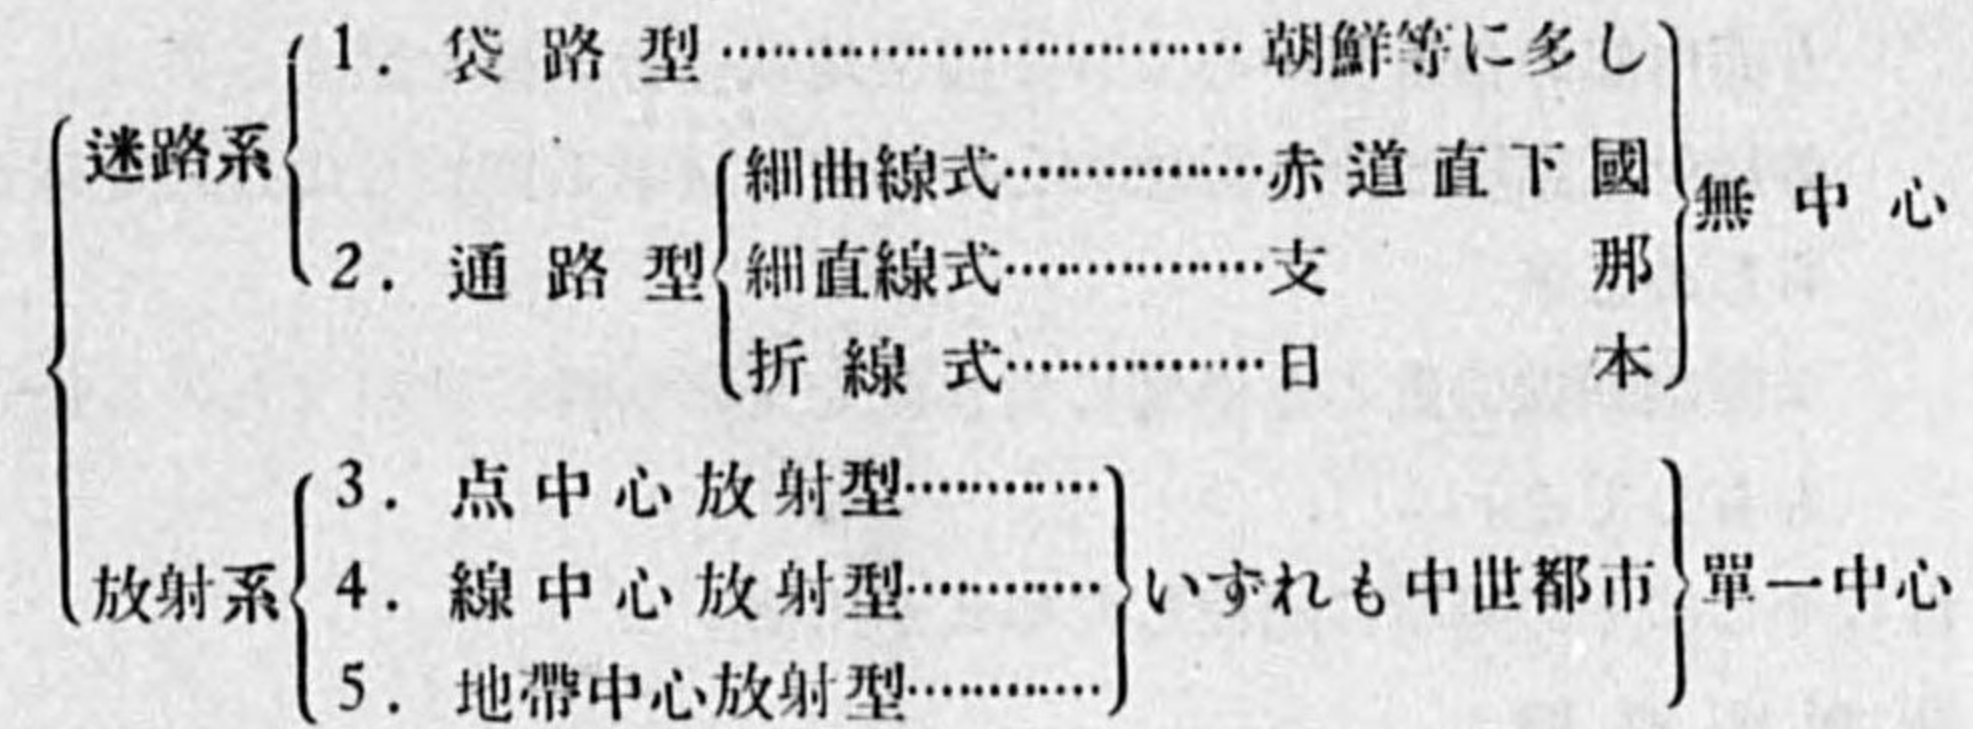 1. 袋路型…………………………朝鮮等に多し
迷路系
細曲線式……………赤道直下國
無中心
2. 通路型
細直線式……………支那
折線式……………日本
3. 点中心放射型…………
放射系
4. 線中心放射型…………
いずれも中世都市
單一中心
5. 地帶中心放射型…………